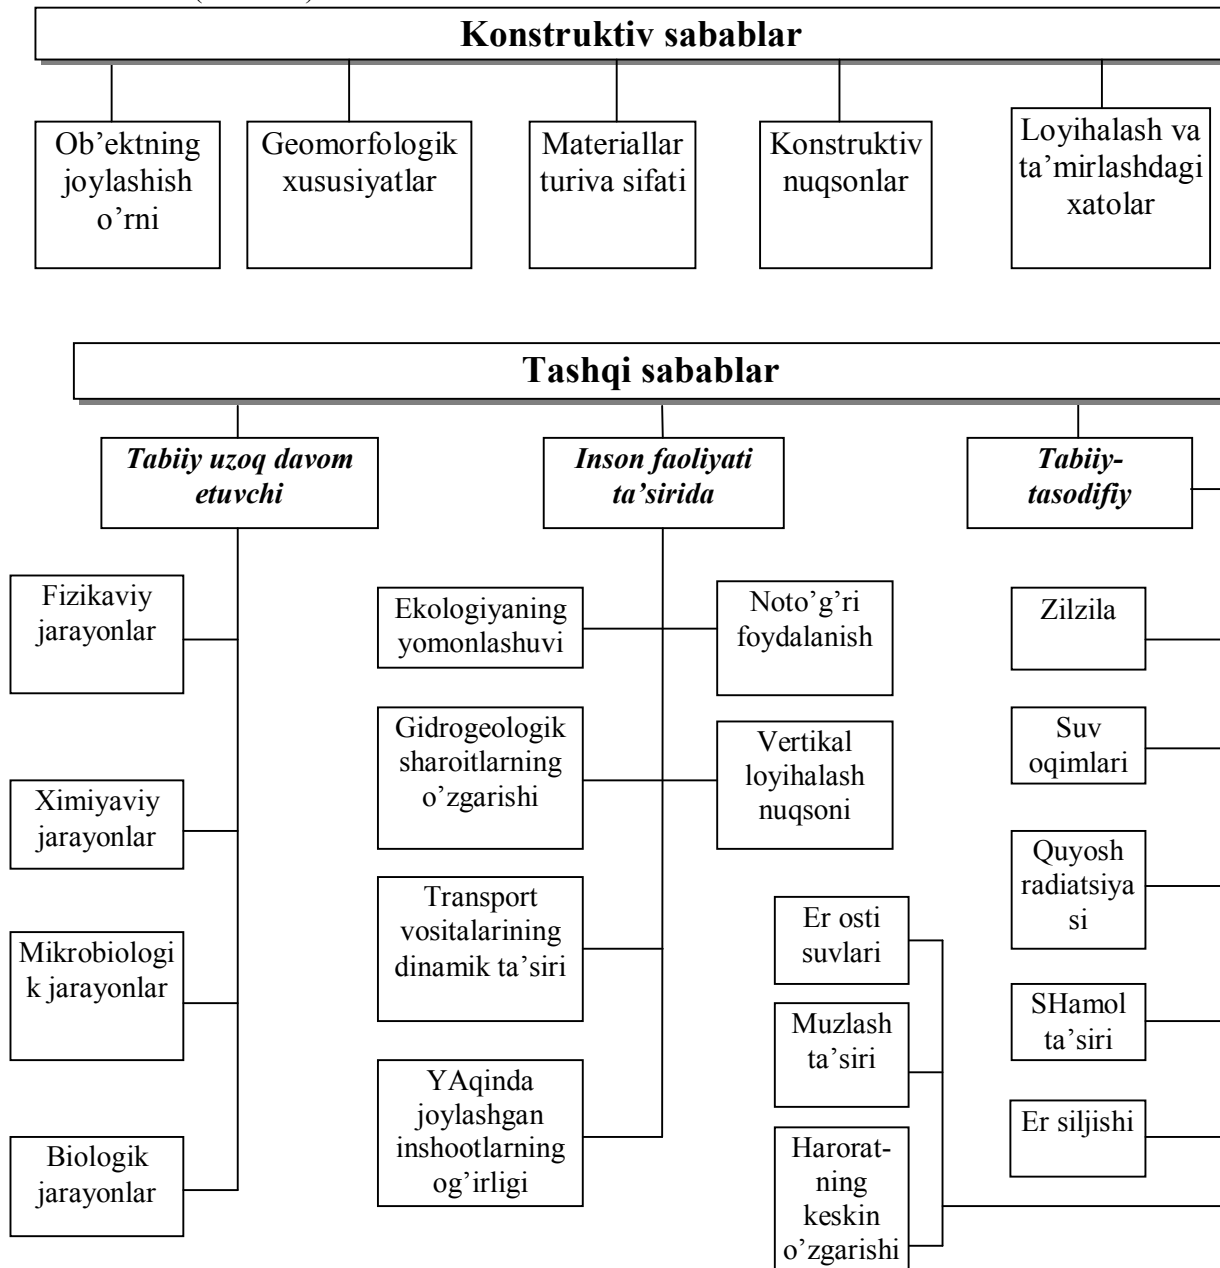 Konstruktiv sabablar
Ob’ektning
joylashish
o’rni
Geomorfologik
xususiyatlar
Materiallar
turiva sifati
Konstruktiv
nuqsonlar
Loyihalash va
ta’mirlashdagi
xatolar
Tashqi sabablar
Tabiiy uzoq davom
etuvchi
Inson faoliyati
ta’sirida
Tabiiy-
tasodifiy
Fizikaviy
jarayonlar
Ximiyaviy
jarayonlar
Mikrobiologi
k jarayonlar
Biologik
jarayonlar
Ekologiyaning
yomonlashuvi
Gidrogeologik
sharoitlarning
o’zgarishi
Transport
vositalarining
dinamik ta’siri
YAqinda
joylashgan
inshootlarning
og’irligi
Noto’g’ri
foydalanish
Vertikal
loyihalash
nuqsoni
Er osti
suvlari
Muzlash
ta’siri
Harorat-
ning
keskin
o’zgarishi
Zilzila
Suv
oqimlari
Quyosh
radiatsiya
si
SHamol
ta’siri
Er siljishi